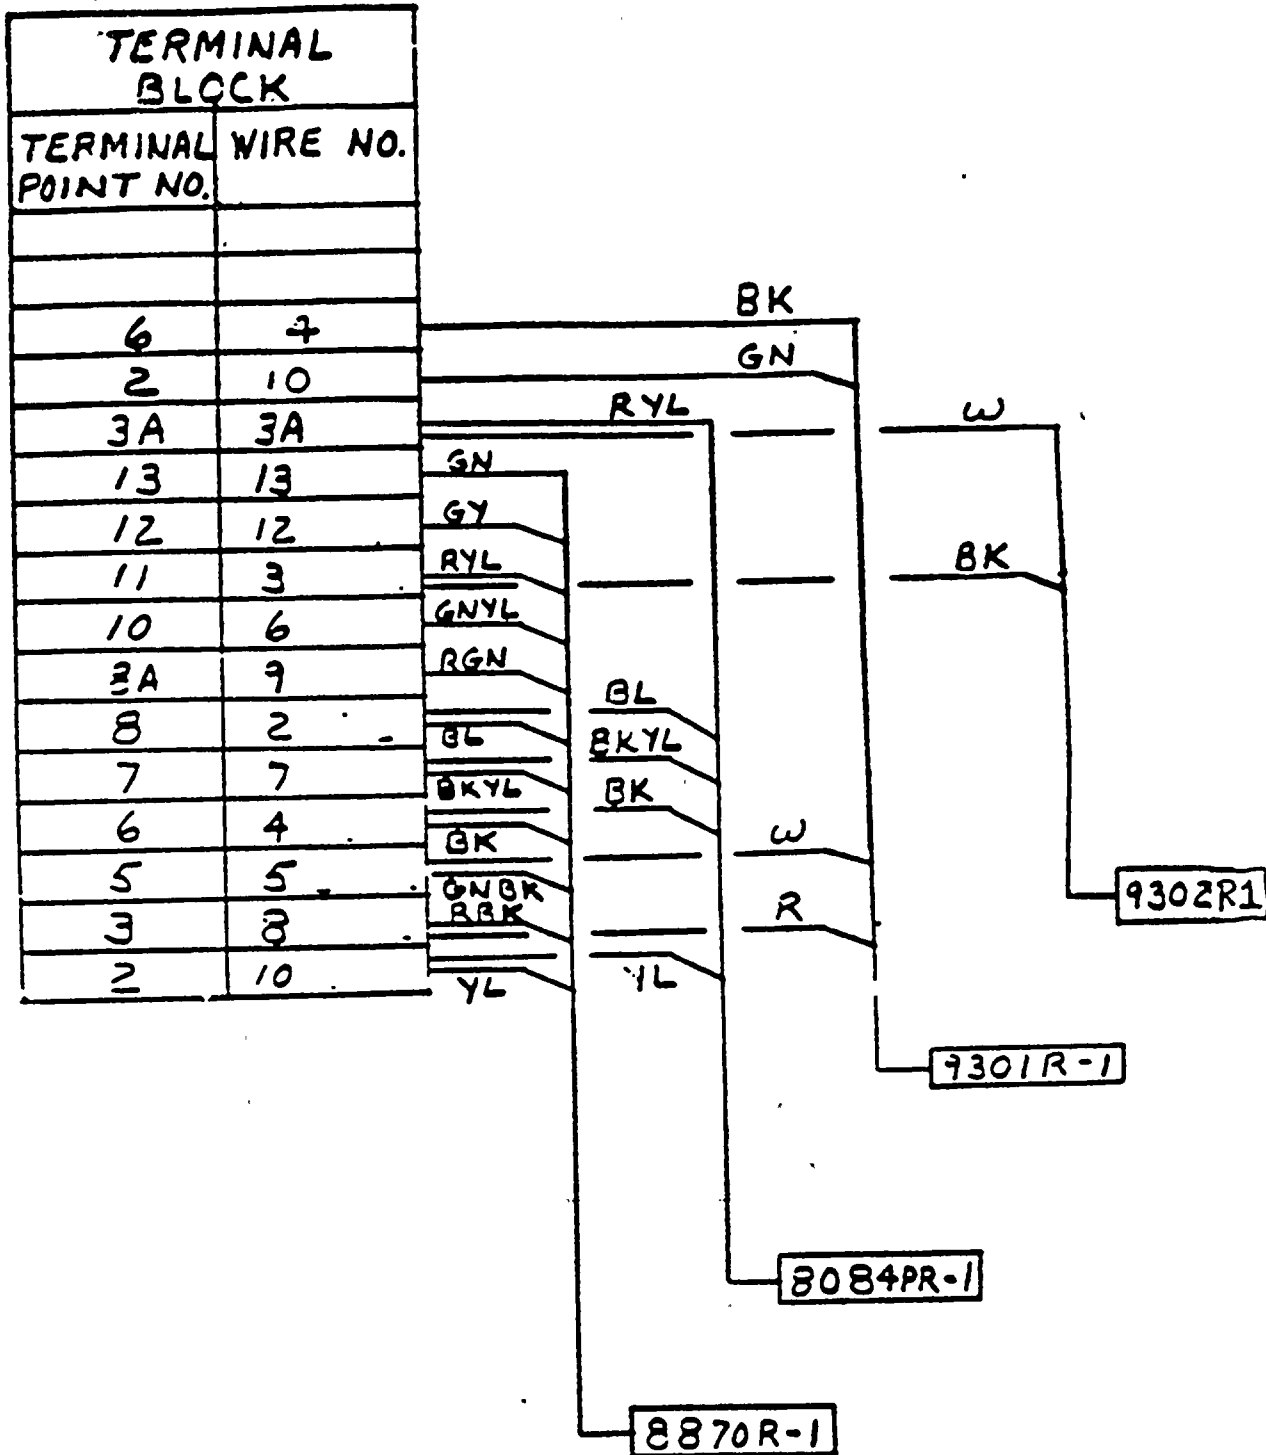 TERMINAL
BLOCK
TERMINAL WIRE NO.
POINT NO.
BK
6 4
GN
2 10
RYL W
3A 3A
GN
13 13
GY
12 12
RYL BK
11 3
GNYL
10 6
RGN
3A 9
BL
8 2
BL BKYL
7 7
BKYL BK
6 4
BK W
5 5
GNBK
9302R1
RBK R
3 8
2 10
YL YL
9301R-1
8084PR-1
8870R-1